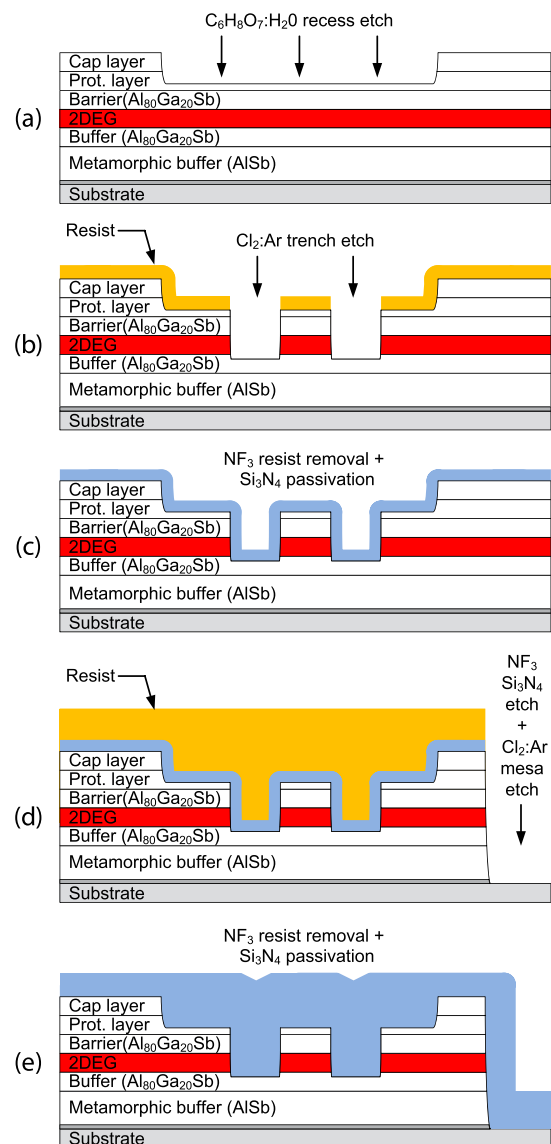 C₆H₈O₇:H₂0 recess etch
Cap layer
Prot. layer
Barrier(Al₈₀Ga₂₀Sb)
(a)
2DEG
Buffer (Al₈₀Ga₂₀Sb)
Metamorphic buffer (AlSb)
Substrate
Resist
Cl₂:Ar trench etch
Cap layer
Prot. layer
Barrier(Al₈₀Ga₂₀Sb)
(b)
2DEG
Buffer (Al₈₀Ga₂₀Sb)
Metamorphic buffer (AlSb)
Substrate
NF₃ resist removal +
Si₃N₄ passivation
Cap layer
Prot. layer
Barrier(Al₈₀Ga₂₀Sb)
(c)
2DEG
Buffer (Al₈₀Ga₂₀Sb)
Metamorphic buffer (AlSb)
Substrate
Resist
NF₃
Si₃N₄
etch
+
Cl₂:Ar
mesa
etch
Cap layer
Prot. layer
Barrier(Al₈₀Ga₂₀Sb)
(d)
2DEG
Buffer (Al₈₀Ga₂₀Sb)
Metamorphic buffer (AlSb)
Substrate
NF₃ resist removal +
Si₃N₄ passivation
Cap layer
Prot. layer
Barrier(Al₈₀Ga₂₀Sb)
(e)
2DEG
Buffer (Al₈₀Ga₂₀Sb)
Metamorphic buffer (AlSb)
Substrate